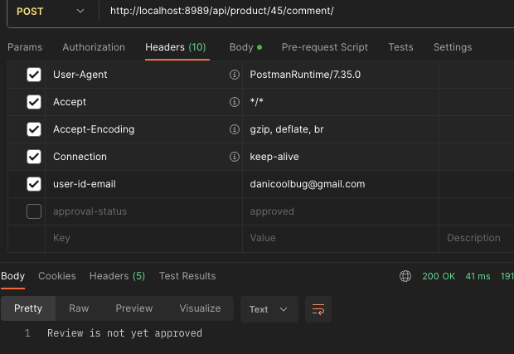 POST http://localhost:8989/api/product/45/comment/
Params Authorization Headers (10) Body Pre-request Script Tests Settings
User-Agent PostmanRuntime/7.35.0
Accept */*
Accept-Encoding gzip, deflate, br
Connection keep-alive
user-id-email danicoolbug@gmail.com
approval-status approved
Key Value Description
Body Cookies Headers (5) Test Results 200 OK 41 ms 191
Pretty Raw Preview Visualize Text
1 Review is not yet approved